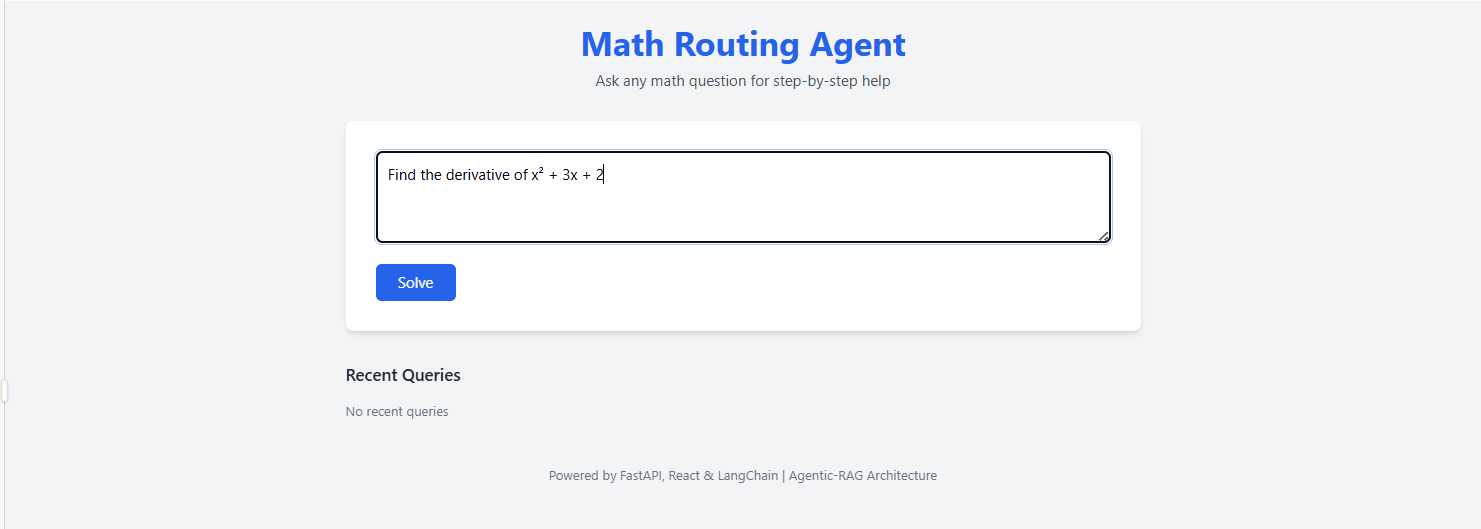 Math Routing Agent
Ask any math question for step-by-step help
Find the derivative of x² + 3x + 2
Solve
Recent Queries
No recent queries
Powered by FastAPI, React & LangChain | Agentic-RAG Architecture